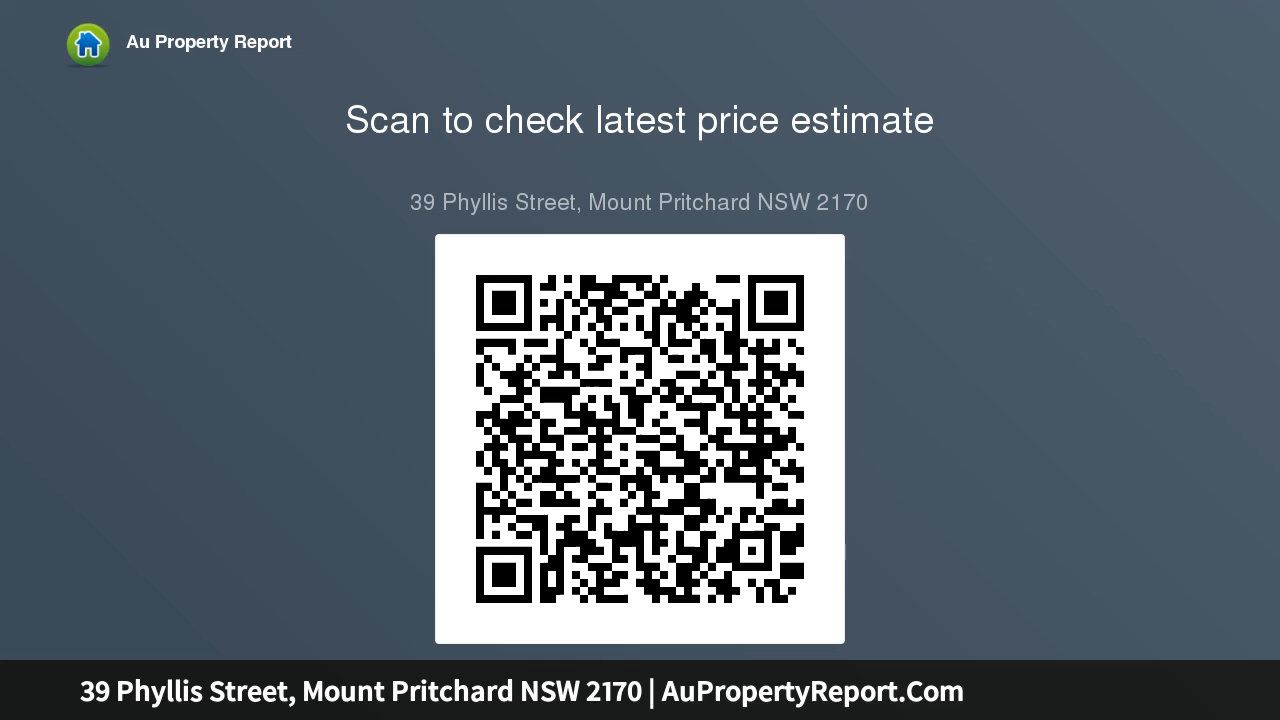 Au Property Report
Scan to check latest price estimate
39 Phyllis Street, Mount Pritchard NSW 2170
39 Phyllis Street, Mount Pritchard NSW 2170 | AuPropertyReport.Com